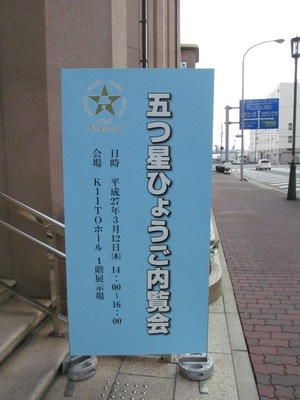 五つ星ひょうご内覧会
日時 平成27年3月12日(木) 14:00〜16:00
会場 KIITOホール 1階展示場